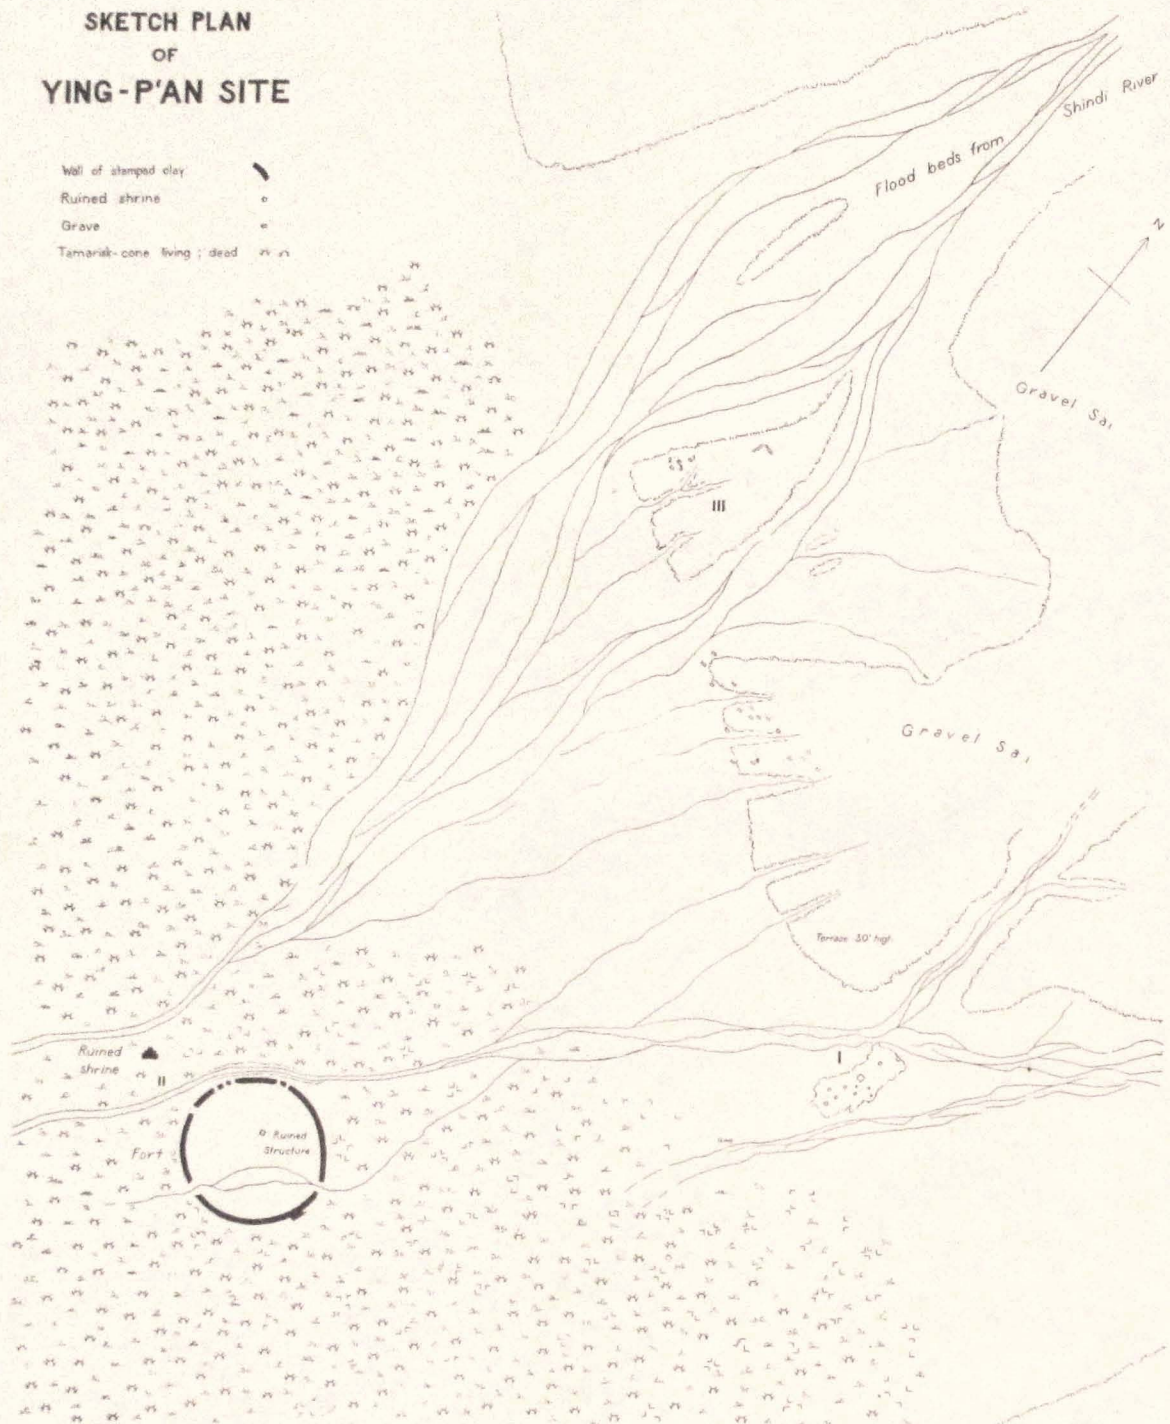 SKETCH PLAN
OF
YING-P'AN SITE
Wall of stamped clay
Ruined shrine
Grave
Tamarisk-cone living ; dead
Flood beds from
Shindi River
N
Gravel Sai
III
Gravel Sai
Terrace 30' high
Ruined
shrine
II
I
Fort
Ruined
Structure